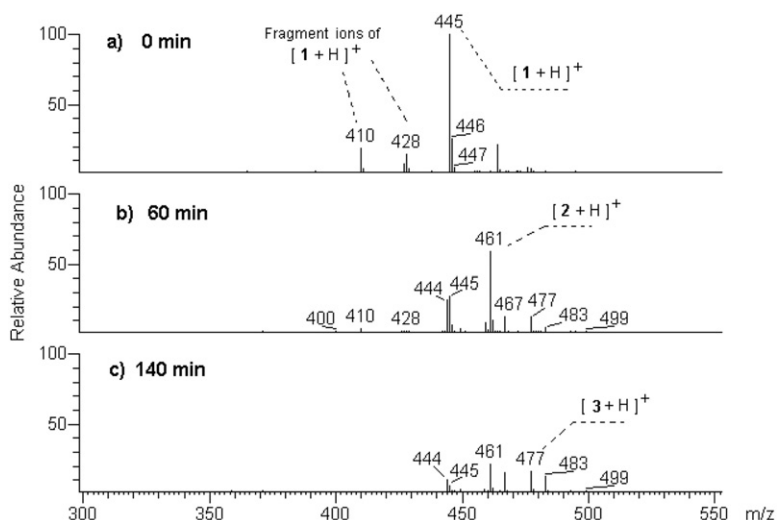 a) 0 min
Fragment ions of
[ 1 + H ]+
445
[ 1 + H ]+
100
50
410
428
446
447
b) 60 min
[ 2 + H ]+
100
50
461
444
445
400
410
428
467
477
483
499
Relative Abundance
c) 140 min
[ 3 + H ]+
100
50
444
445
461
477
483
499
300 350 400 450 500 550 m/z